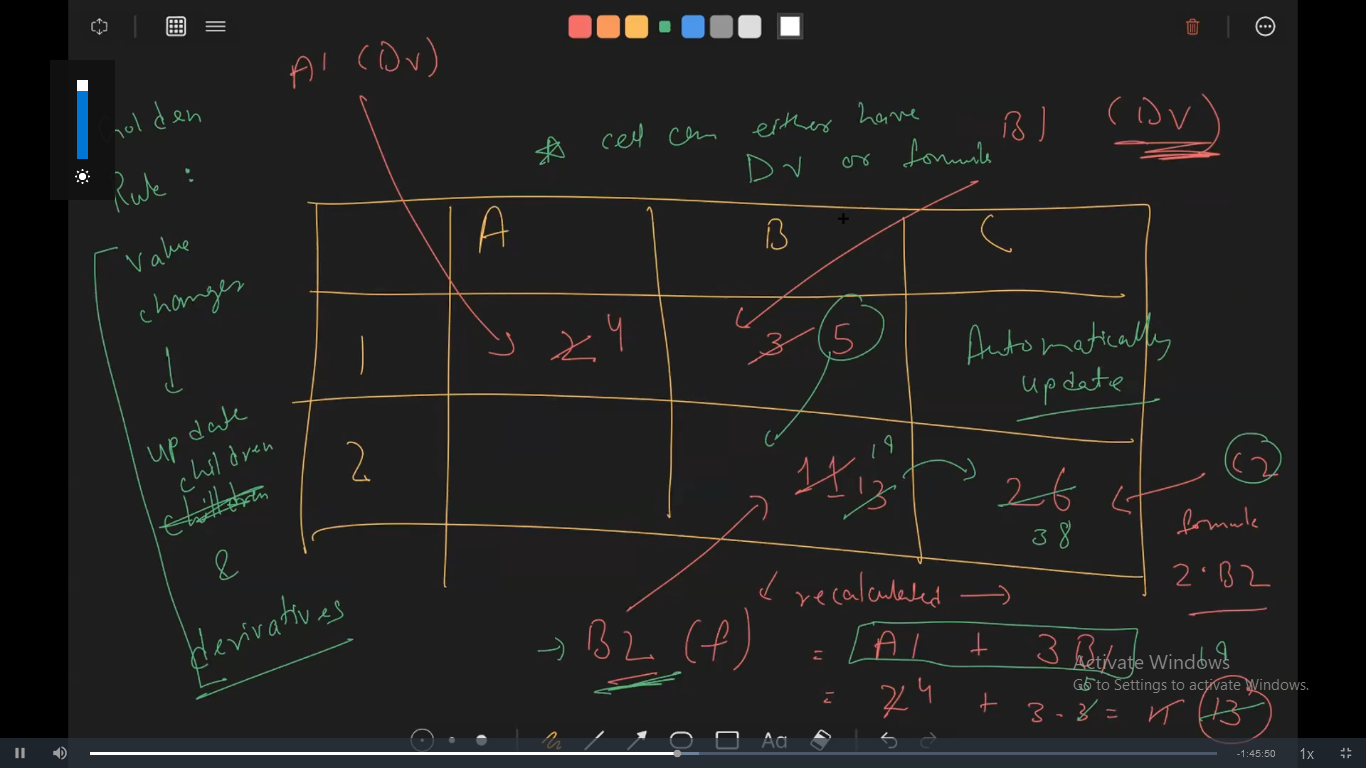 A1 (DV)
Golden
Rule :
value
changes
update
children
children
&
derivatives
cell can either have
DV or formula
B1 (DV)
A B C
1 2 4 3 5
Automatically
update
2 11 13 19 26
38
C2
formula
2·B2
recalculated
B2 (f) = A1 + 3B1
19
= 2 4 + 3 · 3 5 = 11 13
Activate Windows
Go to Settings to activate Windows.
Aa
-1:45:50 1x